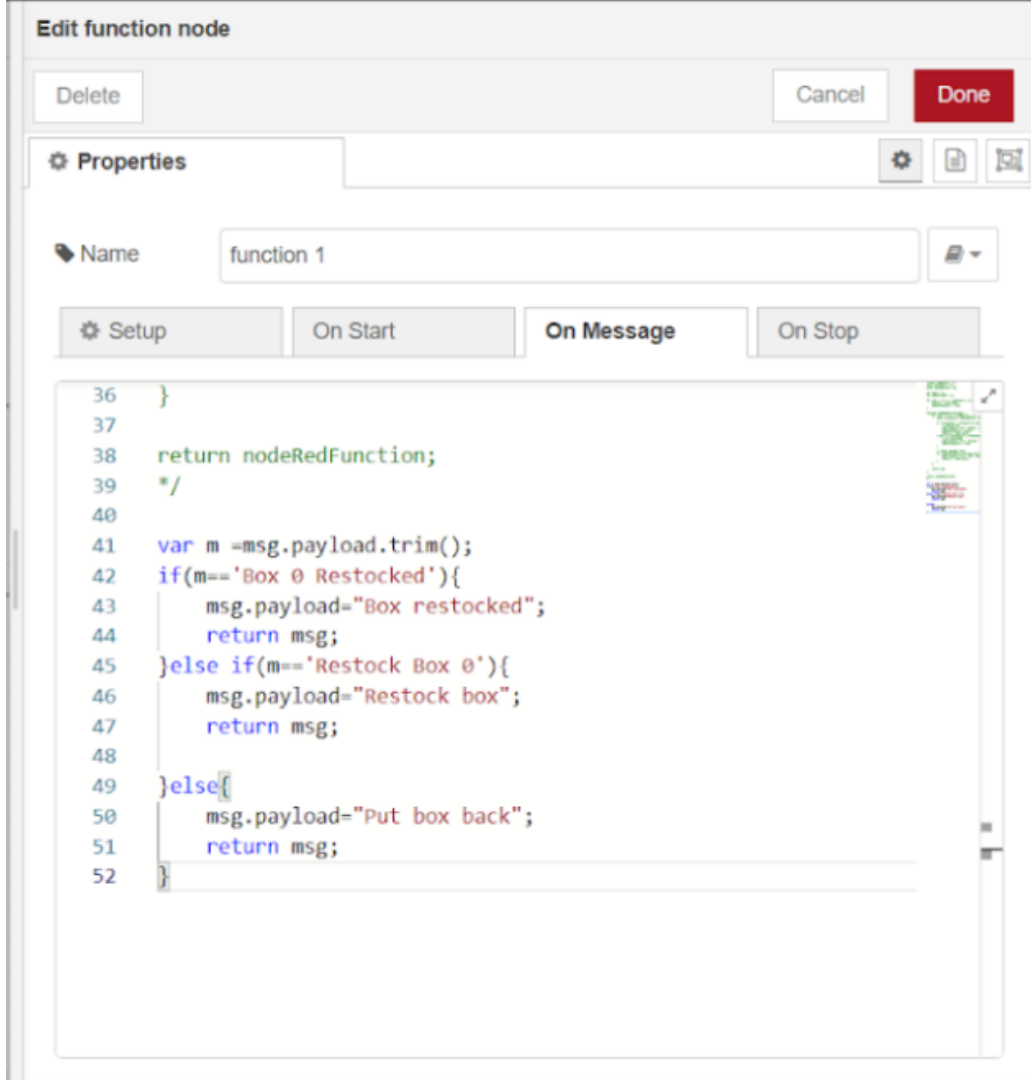 Edit function node
Delete
Cancel
Done
Properties
Name
function 1
Setup
On Start
On Message
On Stop
36 }
37
38 return nodeRedFunction;
39 */
40
41 var m =msg.payload.trim();
42 if(m=='Box 0 Restocked'){
43     msg.payload="Box restocked";
44     return msg;
45 }else if(m=='Restock Box 0'){
46     msg.payload="Restock box";
47     return msg;
48
49 }else{
50     msg.payload="Put box back";
51     return msg;
52 }